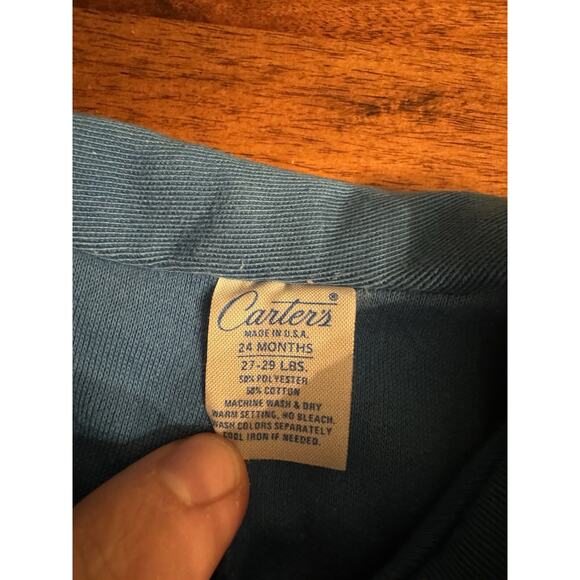 Carter's®
MADE IN U.S.A.
24 MONTHS
27-29 LBS.
50% POLYESTER
50% COTTON
MACHINE WASH & DRY
WARM SETTING, NO BLEACH,
WASH COLORS SEPARATELY
COOL IRON IF NEEDED.